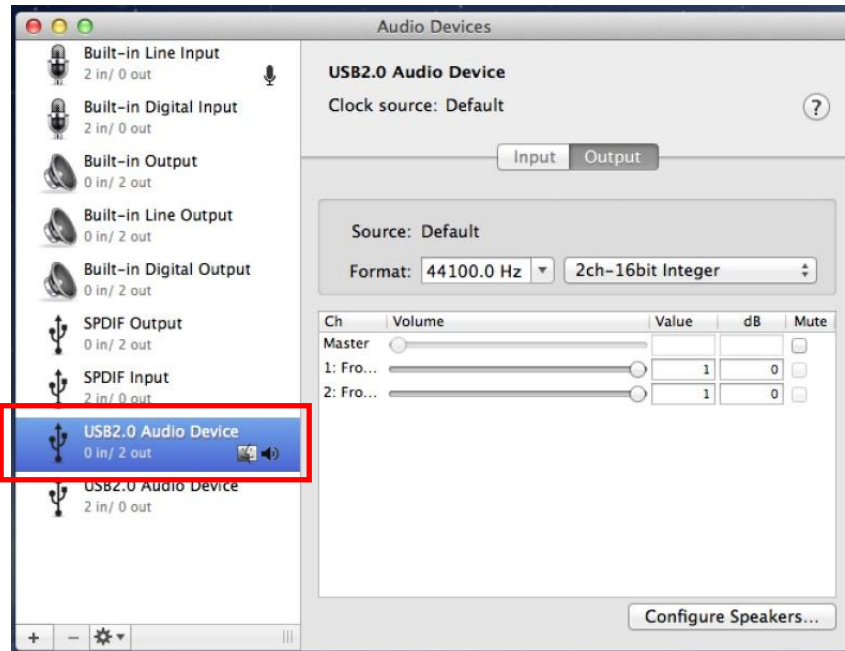 Audio Devices
Built-in Line Input
2 in/ 0 out
Built-in Digital Input
2 in/ 0 out
Built-in Output
0 in/ 2 out
Built-in Line Output
0 in/ 2 out
Built-in Digital Output
0 in/ 2 out
SPDIF Output
0 in/ 2 out
SPDIF Input
2 in/ 0 out
USB2.0 Audio Device
0 in/ 2 out
USB2.0 Audio Device
2 in/ 0 out
+ −
USB2.0 Audio Device
Clock source: Default
?
Input Output
Source: Default
Format: 44100.0 Hz 2ch-16bit Integer
Ch Volume Value dB Mute
Master
1: Fro... 1 0
2: Fro... 1 0
Configure Speakers...